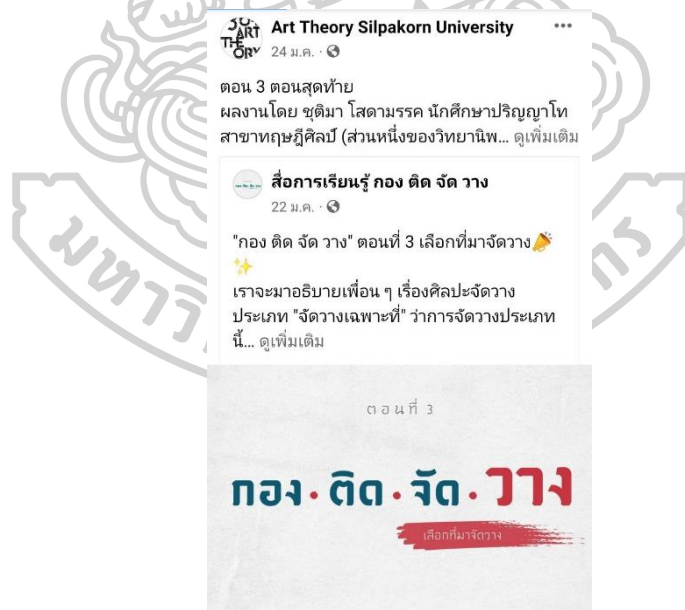 30
ART
THE
ORY
Art Theory Silpakorn University
24 ม.ค.
ตอน 3 ตอนสุดท้าย
ผลงานโดย ชุติมา โสดามรรค นักศึกษาปริญญาโท
สาขาทฤษฎีศิลป์ (ส่วนหนึ่งของวิทยานิพ... ดูเพิ่มเติม
สื่อการเรียนรู้ กอง ติด จัด วาง
22 ม.ค.
"กอง ติด จัด วาง" ตอนที่ 3 เลือกที่มาจัดวาง
เราจะมาอธิบายเพื่อน ๆ เรื่องศิลปะจัดวาง
ประเภท "จัดวางเฉพาะที่" ว่าการจัดวางประเภท
นี้... ดูเพิ่มเติม
ตอนที่ 3
กอง • ติด • จัด • วาง
เลือกที่มาจัดวาง